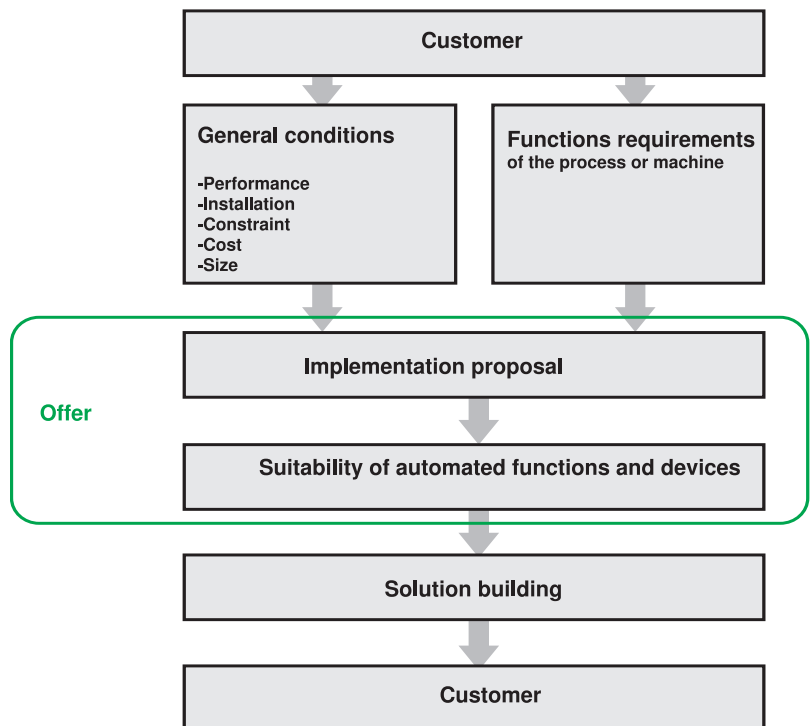 Customer
General conditions
-Performance
-Installation
-Constraint
-Cost
-Size
Functions requirements
of the process or machine
Implementation proposal
Offer
Suitability of automated functions and devices
Solution building
Customer